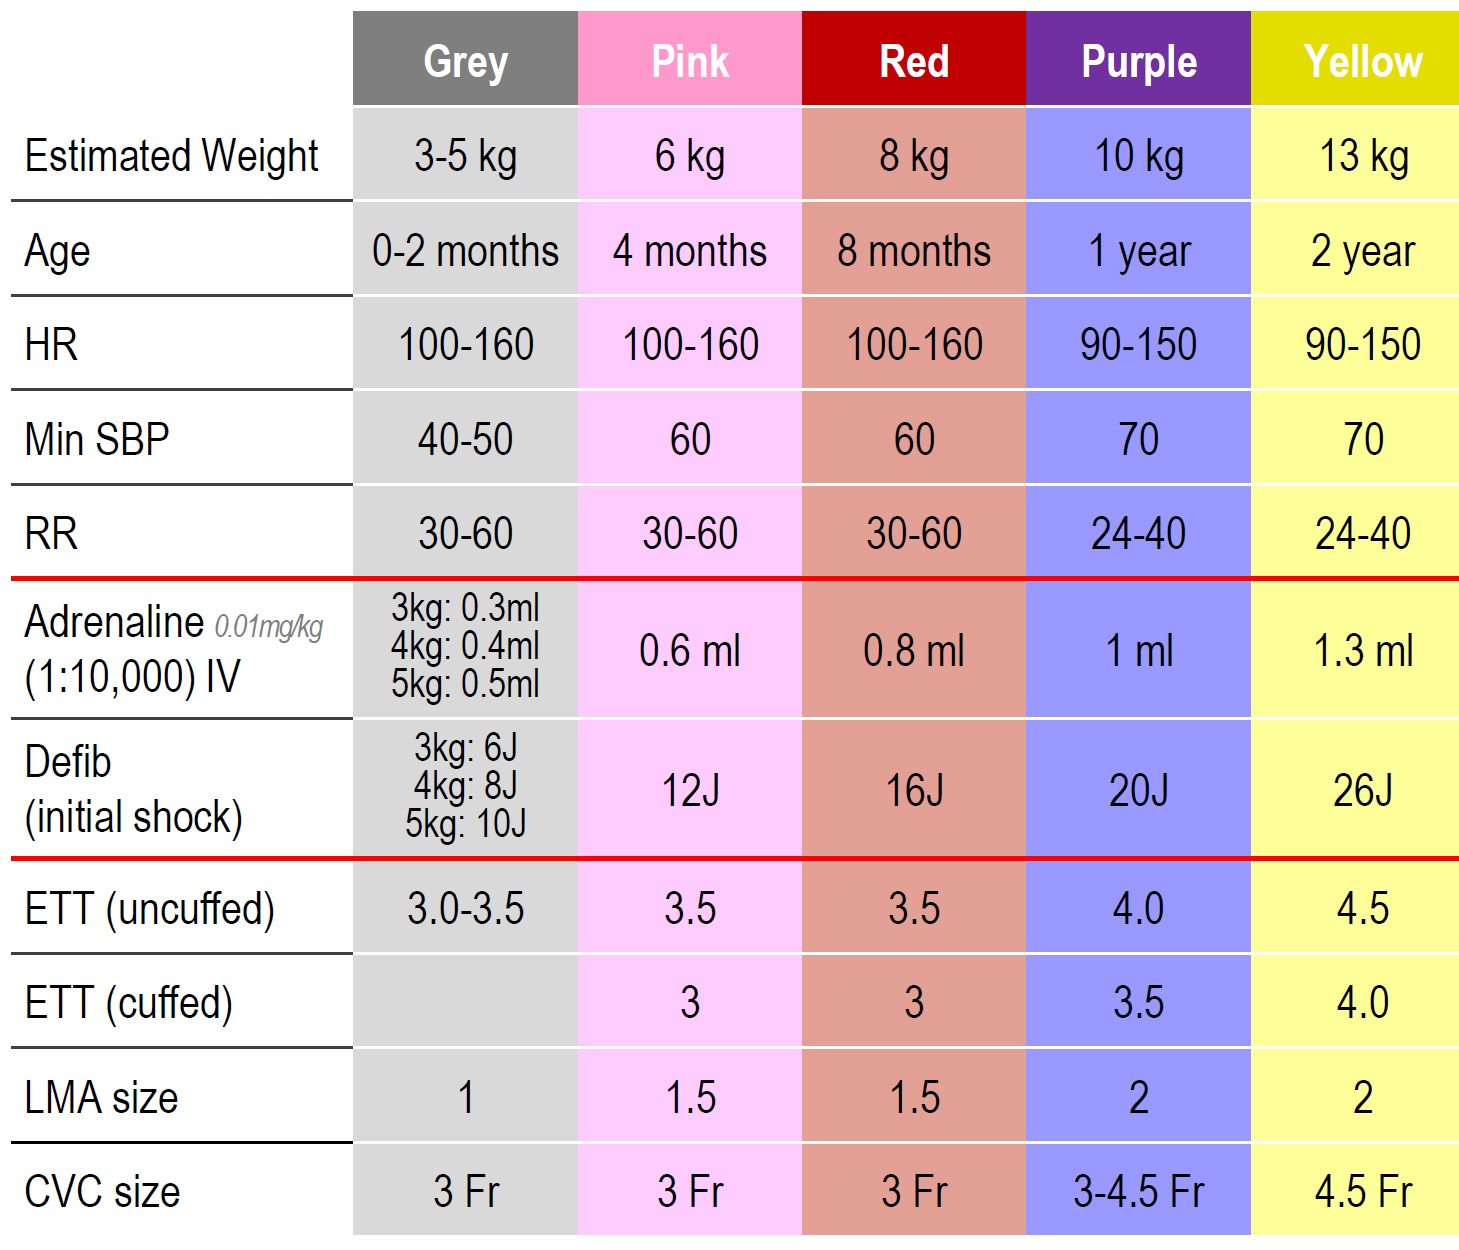 Grey Pink Red Purple Yellow
Estimated Weight 3-5 kg 6 kg 8 kg 10 kg 13 kg
Age 0-2 months 4 months 8 months 1 year 2 year
HR 100-160 100-160 100-160 90-150 90-150
Min SBP 40-50 60 60 70 70
RR 30-60 30-60 30-60 24-40 24-40
Adrenaline 0.01mg/kg
(1:10,000) IV
3kg: 0.3ml
4kg: 0.4ml
5kg: 0.5ml
0.6 ml 0.8 ml 1 ml 1.3 ml
Defib
(initial shock)
3kg: 6J
4kg: 8J
5kg: 10J
12J 16J 20J 26J
ETT (uncuffed) 3.0-3.5 3.5 3.5 4.0 4.5
ETT (cuffed) 3 3 3.5 4.0
LMA size 1 1.5 1.5 2 2
CVC size 3 Fr 3 Fr 3 Fr 3-4.5 Fr 4.5 Fr